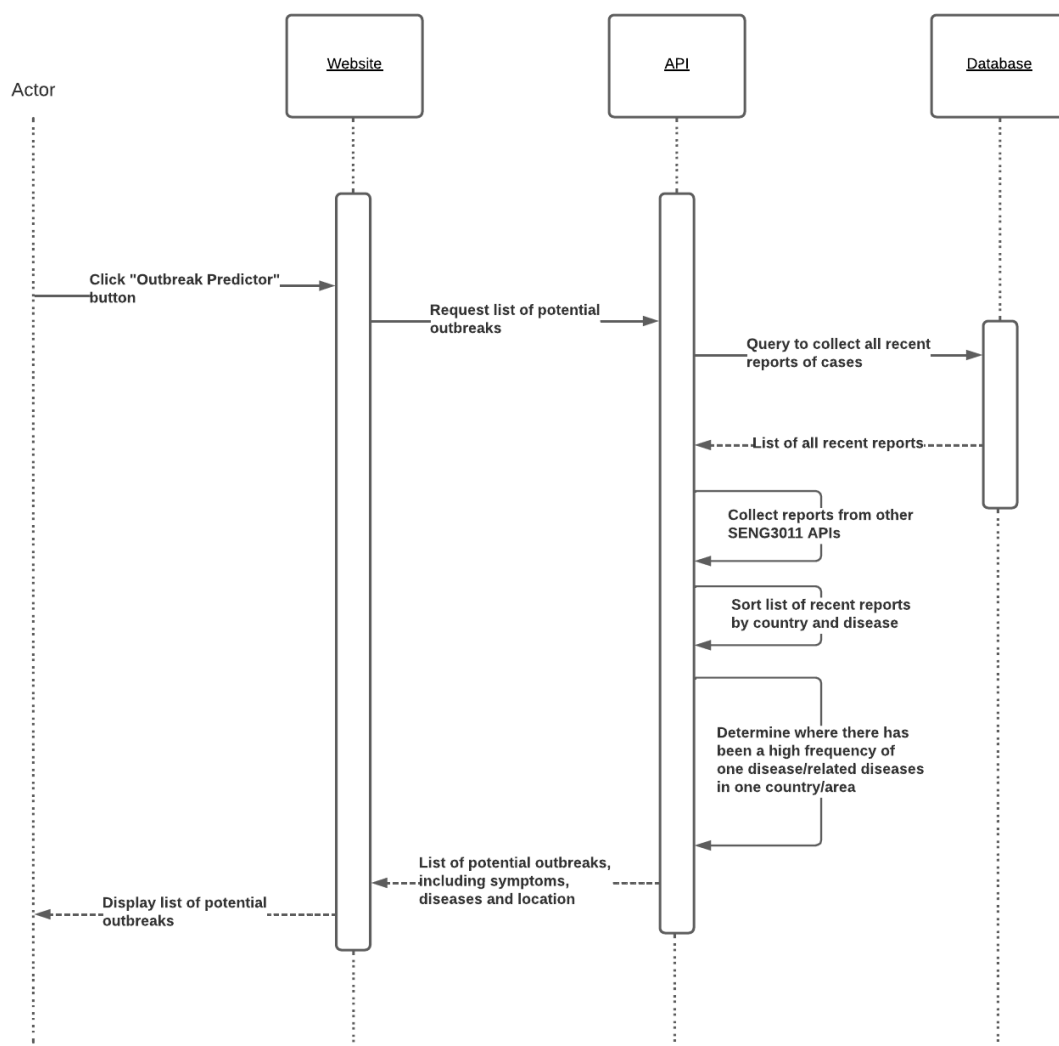 Website
API
Database
Actor
Click "Outbreak Predictor"
button
Request list of potential
outbreaks
Query to collect all recent
reports of cases
List of all recent reports
Collect reports from other
SENG3011 APIs
Sort list of recent reports
by country and disease
Determine where there has
been a high frequency of
one disease/related diseases
in one country/area
List of potential outbreaks,
including symptoms,
diseases and location
Display list of potential
outbreaks